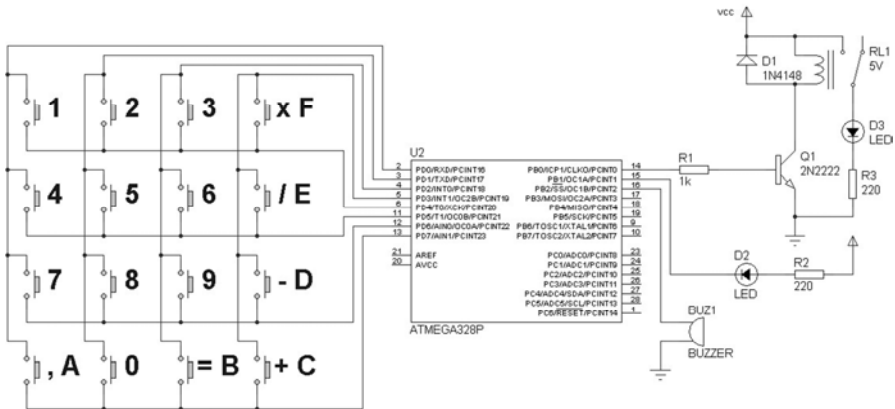 1 2 3 x F
4 5 6 / E
7 8 9 - D
, A 0 = B + C
U2
2 PD0/RXD/PCINT16
3 PD1/TXD/PCINT17
4 PD2/INT0/PCINT18
5 PD3/INT1/OC2B/PCINT19
6 PD4/T0/XCK/PCINT20
11 PD5/T1/OC0B/PCINT21
12 PD6/AIN0/OC0A/PCINT22
13 PD7/AIN1/PCINT23
21 AREF
20 AVCC
PB0/ICP1/CLKO/PCINT0 14
PB1/OC1A/PCINT1 15
PB2/SS/OC1B/PCINT2 16
PB3/MOSI/OC2A/PCINT3 17
PB4/MISO/PCINT4 18
PB5/SCK/PCINT5 19
PB6/TOSC1/XTAL1/PCINT6 9
PB7/TOSC2/XTAL2/PCINT7 10
PC0/ADC0/PCINT8 23
PC1/ADC1/PCINT9 24
PC2/ADC2/PCINT10 25
PC3/ADC3/PCINT11 26
PC4/ADC4/SDA/PCINT12 27
PC5/ADC5/SCL/PCINT13 28
PC6/RESET/PCINT14 1
ATMEGA328P
vcc
D1
1N4148
RL1
5V
D3
LED
R1
1k
Q1
2N2222
R3
220
D2
LED
R2
220
BUZ1
BUZZER